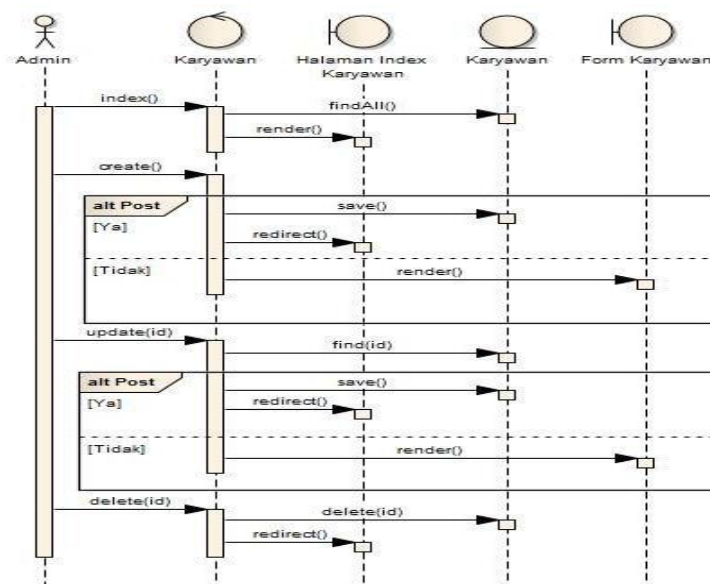 Admin
Karyawan
Halaman Index
Karyawan
Karyawan
Form Karyawan
index()
findAll()
render()
create()
alt Post
save()
[Ya]
redirect()
[Tidak]
render()
update(id)
find(id)
alt Post
save()
[Ya]
redirect()
[Tidak]
render()
delete(id)
delete(id)
redirect()